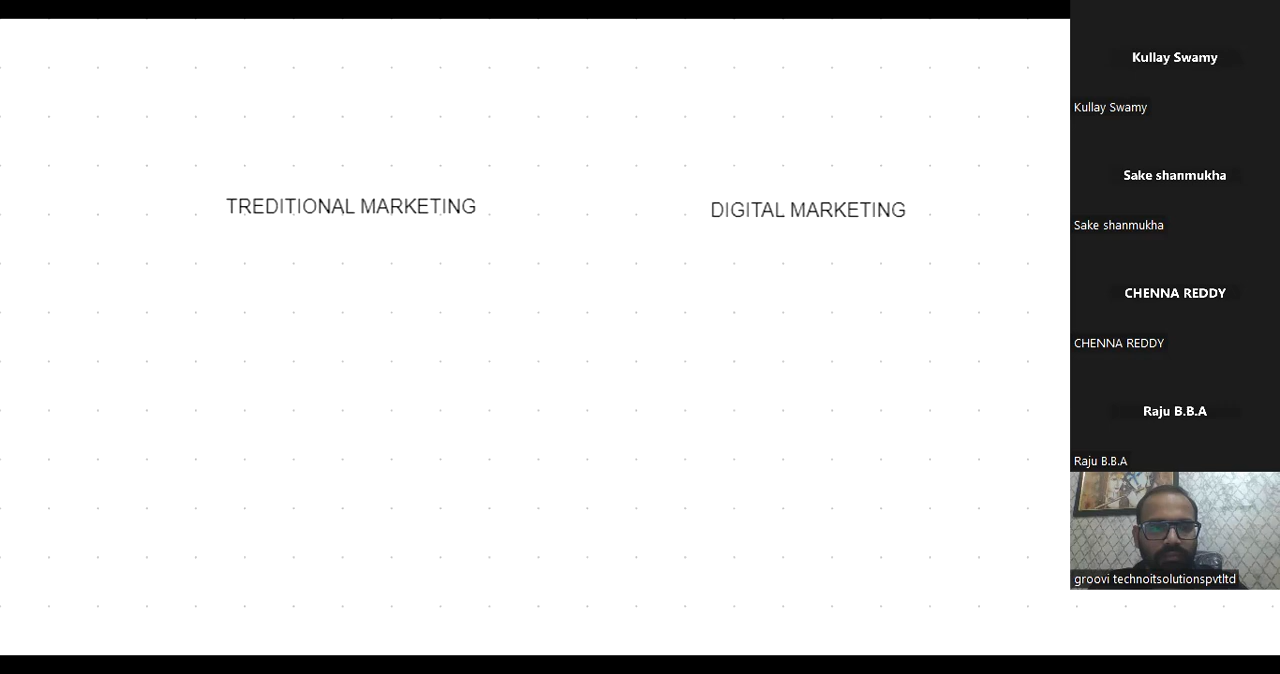 TREDITIONAL MARKETING
DIGITAL MARKETING
Kullay Swamy
Kullay Swamy
Sake shanmukha
Sake shanmukha
CHENNA REDDY
CHENNA REDDY
Raju B.B.A
Raju B.B.A
groovi technoitsolutionspvtltd